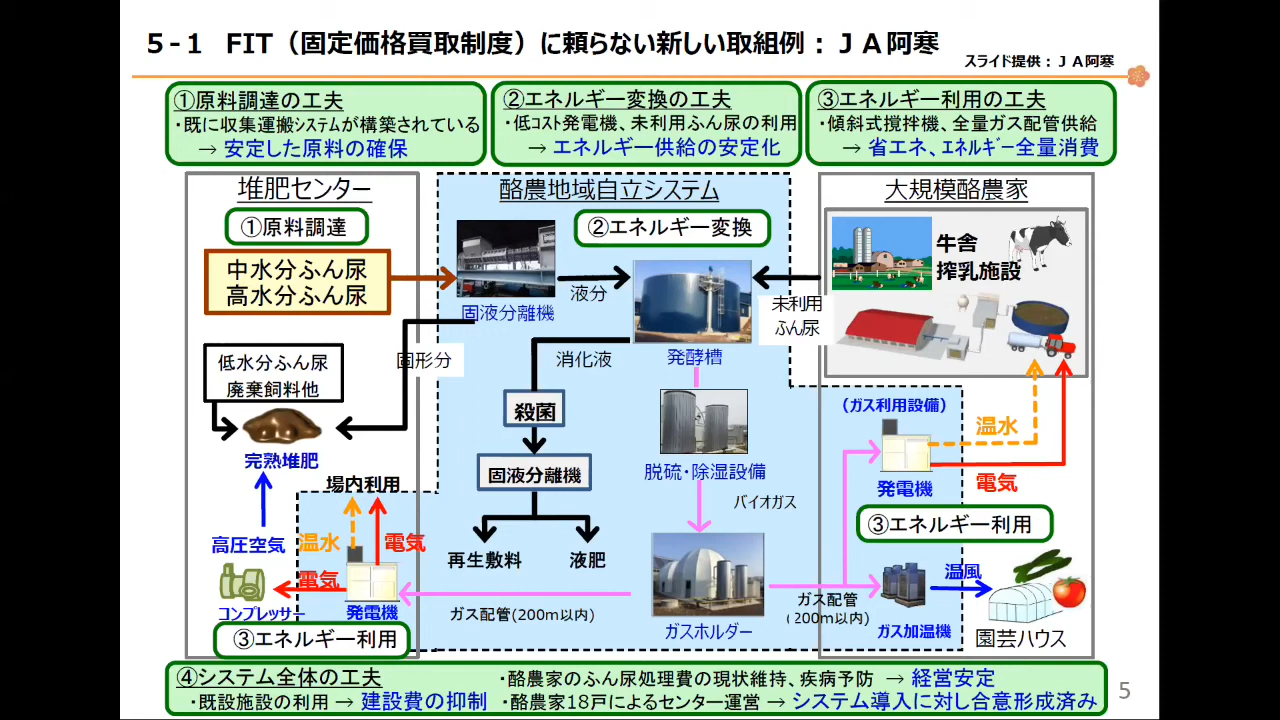 ５-１　FIT（固定価格買取制度）に頼らない新しい取組例：ＪＡ阿寒
スライド提供：ＪＡ阿寒
①原料調達の工夫
・既に収集運搬ｼｽﾃﾑが構築されている
→ 安定した原料の確保
②エネルギー変換の工夫
・低ｺｽﾄ発電機、未利用ふん尿の利用
→ エネルギー供給の安定化
③エネルギー利用の工夫
・傾斜式撹拌機、全量ガス配管供給
→ 省エネ、ｴﾈﾙｷﾞｰ全量消費
堆肥センター
①原料調達
中水分ふん尿
高水分ふん尿
低水分ふん尿
廃棄飼料他
完熟堆肥
固形分
高圧空気
コンプレッサー
場内利用
温水
電気
電気
発電機
③エネルギー利用
酪農地域自立システム
②エネルギー変換
固液分離機
液分
発酵槽
消化液
殺菌
固液分離機
再生敷料
液肥
脱硫・除湿設備
バイオガス
ガスホルダー
ガス配管(200m以内)
大規模酪農家
牛舎
搾乳施設
未利用
ふん尿
（ガス利用設備）
発電機
温水
電気
③エネルギー利用
ガス配管
（200m以内）
ガス加温機
温風
園芸ハウス
④システム全体の工夫
・既設施設の利用 → 建設費の抑制
・酪農家のふん尿処理費の現状維持、疾病予防 → 経営安定
・酪農家18戸によるセンター運営 → システム導入に対し合意形成済み
5